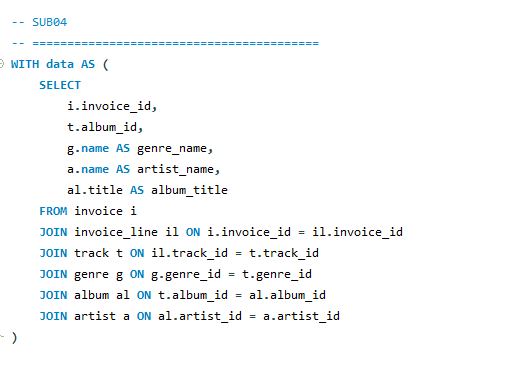 -- SUB04
-- =========================================
WITH data AS (
SELECT
i.invoice_id,
t.album_id,
g.name AS genre_name,
a.name AS artist_name,
al.title AS album_title
FROM invoice i
JOIN invoice_line il ON i.invoice_id = il.invoice_id
JOIN track t ON il.track_id = t.track_id
JOIN genre g ON g.genre_id = t.genre_id
JOIN album al ON t.album_id = al.album_id
JOIN artist a ON al.artist_id = a.artist_id
)